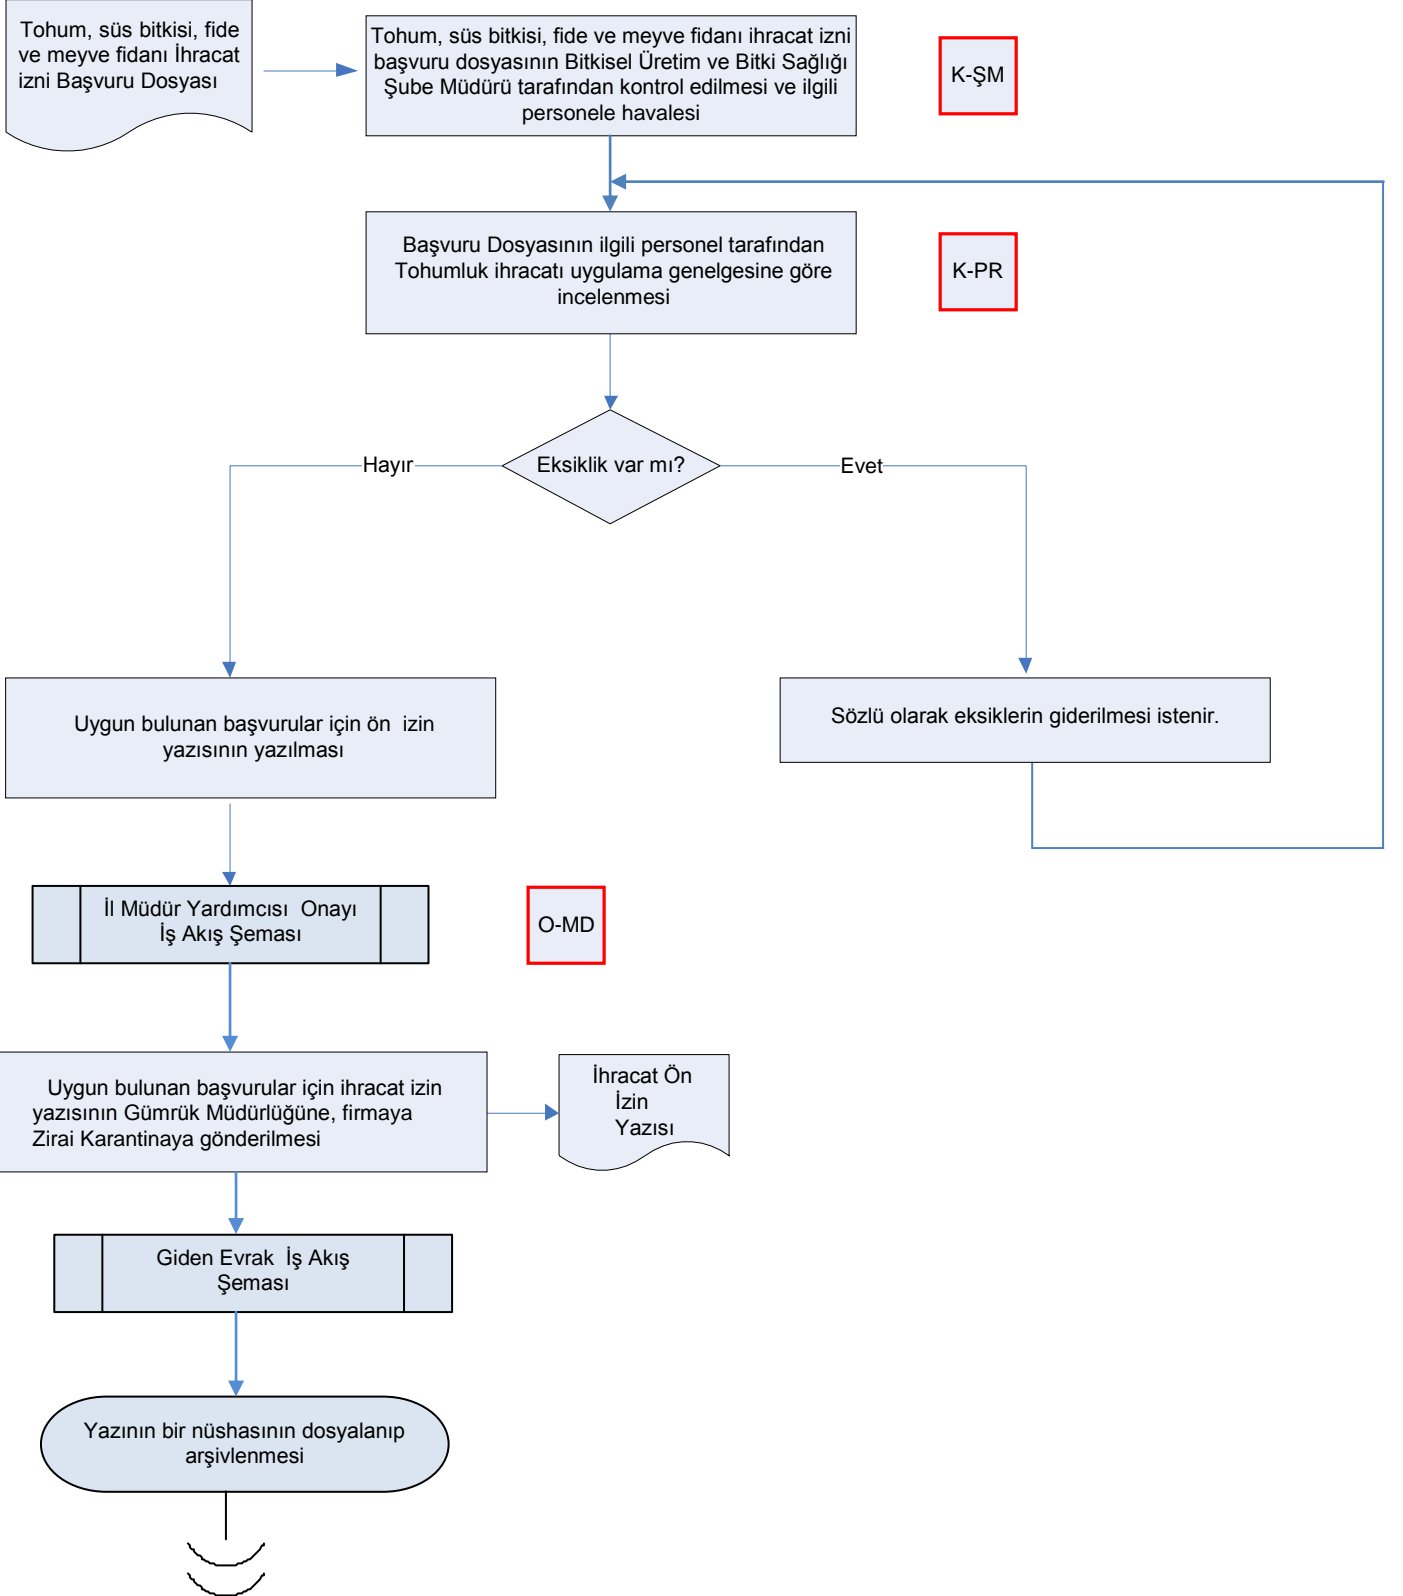 Tohum, süs bitkisi, fide
ve meyve fidanı İhracat
izni Başvuru Dosyası
Tohum, süs bitkisi, fide ve meyve fidanı ihracat izni
başvuru dosyasının Bitkisel Üretim ve Bitki Sağlığı
Şube Müdürü tarafından kontrol edilmesi ve ilgili
personele havalesi
K-ŞM
Başvuru Dosyasının ilgili personel tarafından
Tohumluk ihracatı uygulama genelgesine göre
incelenmesi
K-PR
Hayır
Eksiklik var mı?
Evet
Uygun bulunan başvurular için ön izin
yazısının yazılması
Sözlü olarak eksiklerin giderilmesi istenir.
İl Müdür Yardımcısı Onayı
İş Akış Şeması
O-MD
Uygun bulunan başvurular için ihracat izin
yazısının Gümrük Müdürlüğüne, firmaya
Zirai Karantinaya gönderilmesi
İhracat Ön
İzin
Yazısı
Giden Evrak İş Akış
Şeması
Yazının bir nüshasının dosyalanıp
arşivlenmesi